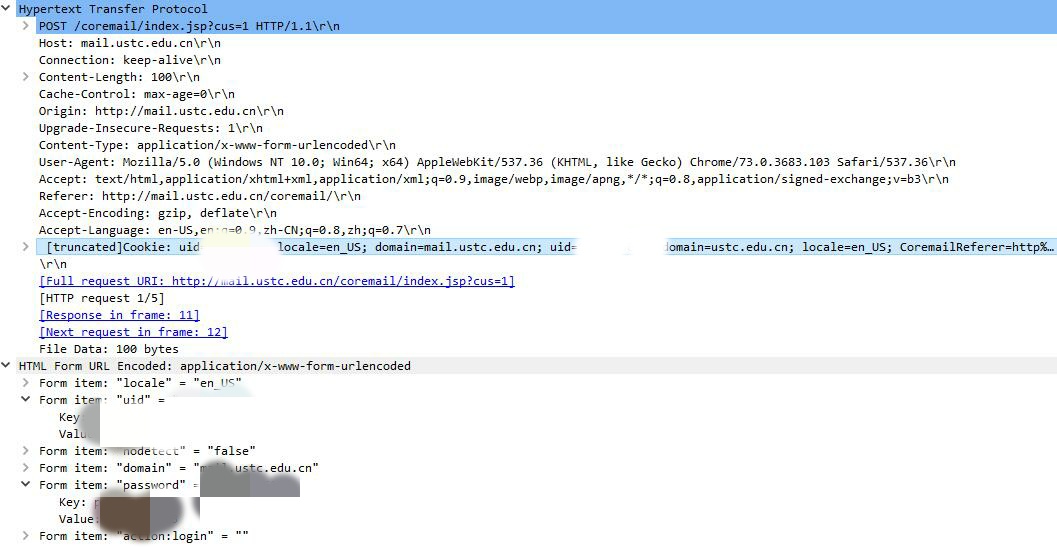 Hypertext Transfer Protocol
POST /coremail/index.jsp?cus=1 HTTP/1.1\r\n
Host: mail.ustc.edu.cn\r\n
Connection: keep-alive\r\n
Content-Length: 100\r\n
Cache-Control: max-age=0\r\n
Origin: http://mail.ustc.edu.cn\r\n
Upgrade-Insecure-Requests: 1\r\n
Content-Type: application/x-www-form-urlencoded\r\n
User-Agent: Mozilla/5.0 (Windows NT 10.0; Win64; x64) AppleWebKit/537.36 (KHTML, like Gecko) Chrome/73.0.3683.103 Safari/537.36\r\n
Accept: text/html,application/xhtml+xml,application/xml;q=0.9,image/webp,image/apng,*/*;q=0.8,application/signed-exchange;v=b3\r\n
Referer: http://mail.ustc.edu.cn/coremail/\r\n
Accept-Encoding: gzip, deflate\r\n
Accept-Language: en-US,en;q=0.9,zh-CN;q=0.8,zh;q=0.7\r\n
[truncated]Cookie: uid locale=en_US; domain=mail.ustc.edu.cn; uid= domain=ustc.edu.cn; locale=en_US; CoremailReferer=http%…
\r\n
[Full request URI: http://mail.ustc.edu.cn/coremail/index.jsp?cus=1]
[HTTP request 1/5]
[Response in frame: 11]
[Next request in frame: 12]
File Data: 100 bytes
HTML Form URL Encoded: application/x-www-form-urlencoded
Form item: "locale" = "en_US"
Form item: "uid" =
Key
Valu
Form item: "nodetect" = "false"
Form item: "domain" = "mail.ustc.edu.cn"
Form item: "password" =
Key:
Value:
Form item: "action:login" = ""